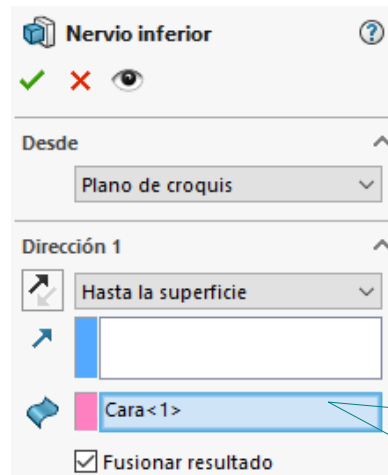 Nervio inferior
Desde
Plano de croquis
Dirección 1
Hasta la superficie
Cara<1>
Fusionar resultado